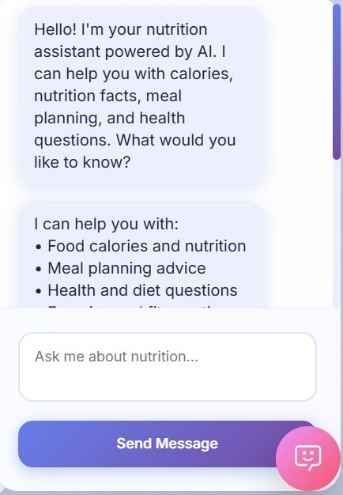 Hello! I'm your nutrition
assistant powered by AI. I
can help you with calories,
nutrition facts, meal
planning, and health
questions. What would you
like to know?
I can help you with:
• Food calories and nutrition
• Meal planning advice
• Health and diet questions
Ask me about nutrition...
Send Message